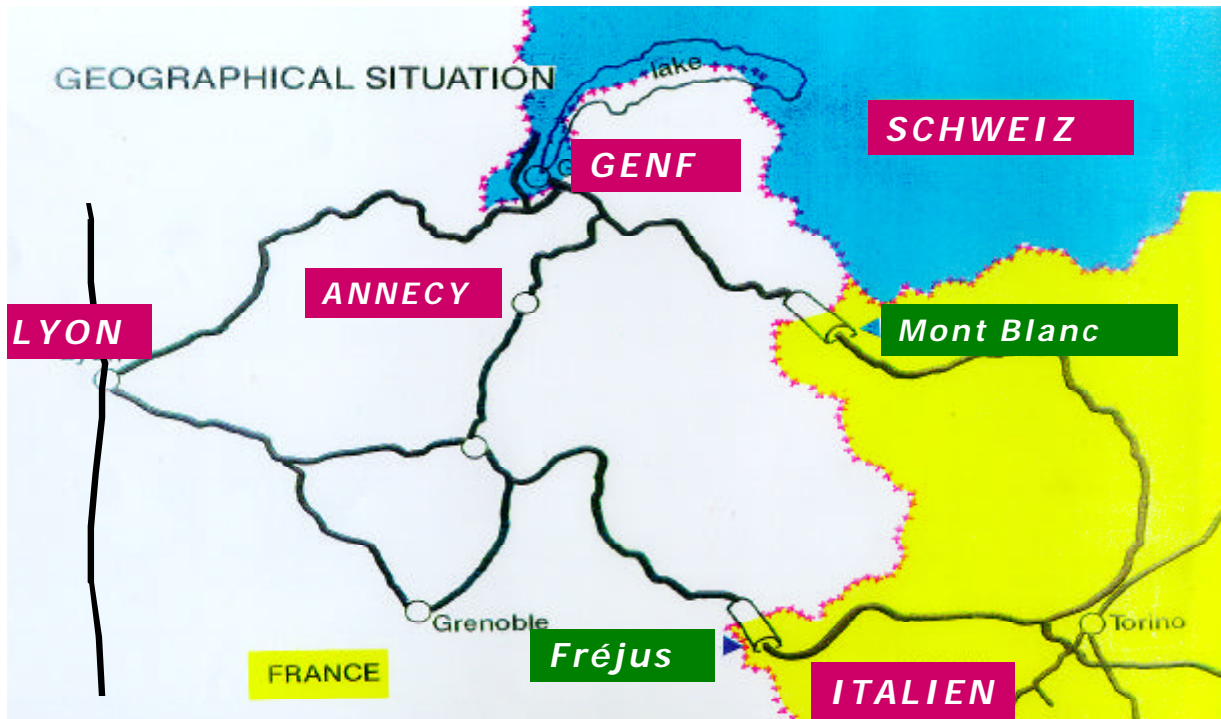 GEOGRAPHICAL SITUATION
lake
SCHWEIZ
GENF
ANNECY
LYON
Mont Blanc
Grenoble
Torino
Fréjus
FRANCE
ITALIEN